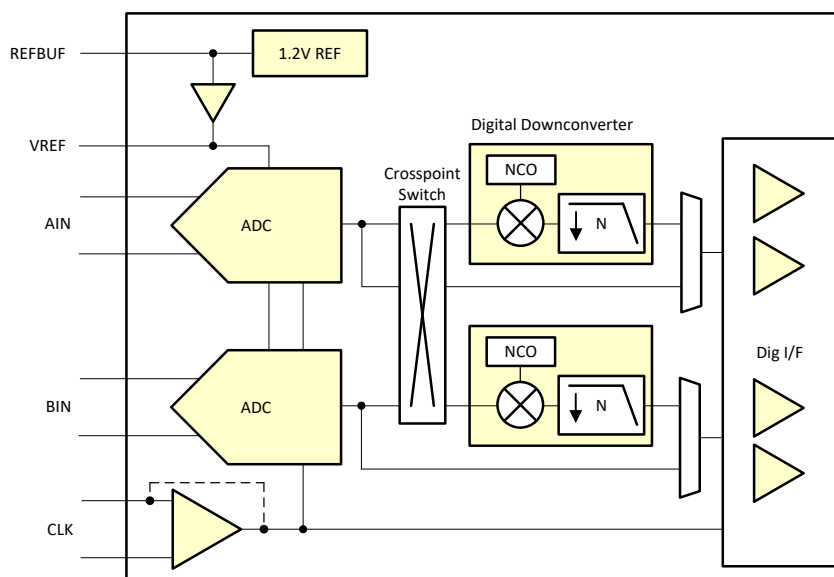 REFBUF
1.2V REF
VREF
Digital Downconverter
Crosspoint
Switch
NCO
AIN
ADC
N
NCO
Dig I/F
BIN
ADC
N
CLK